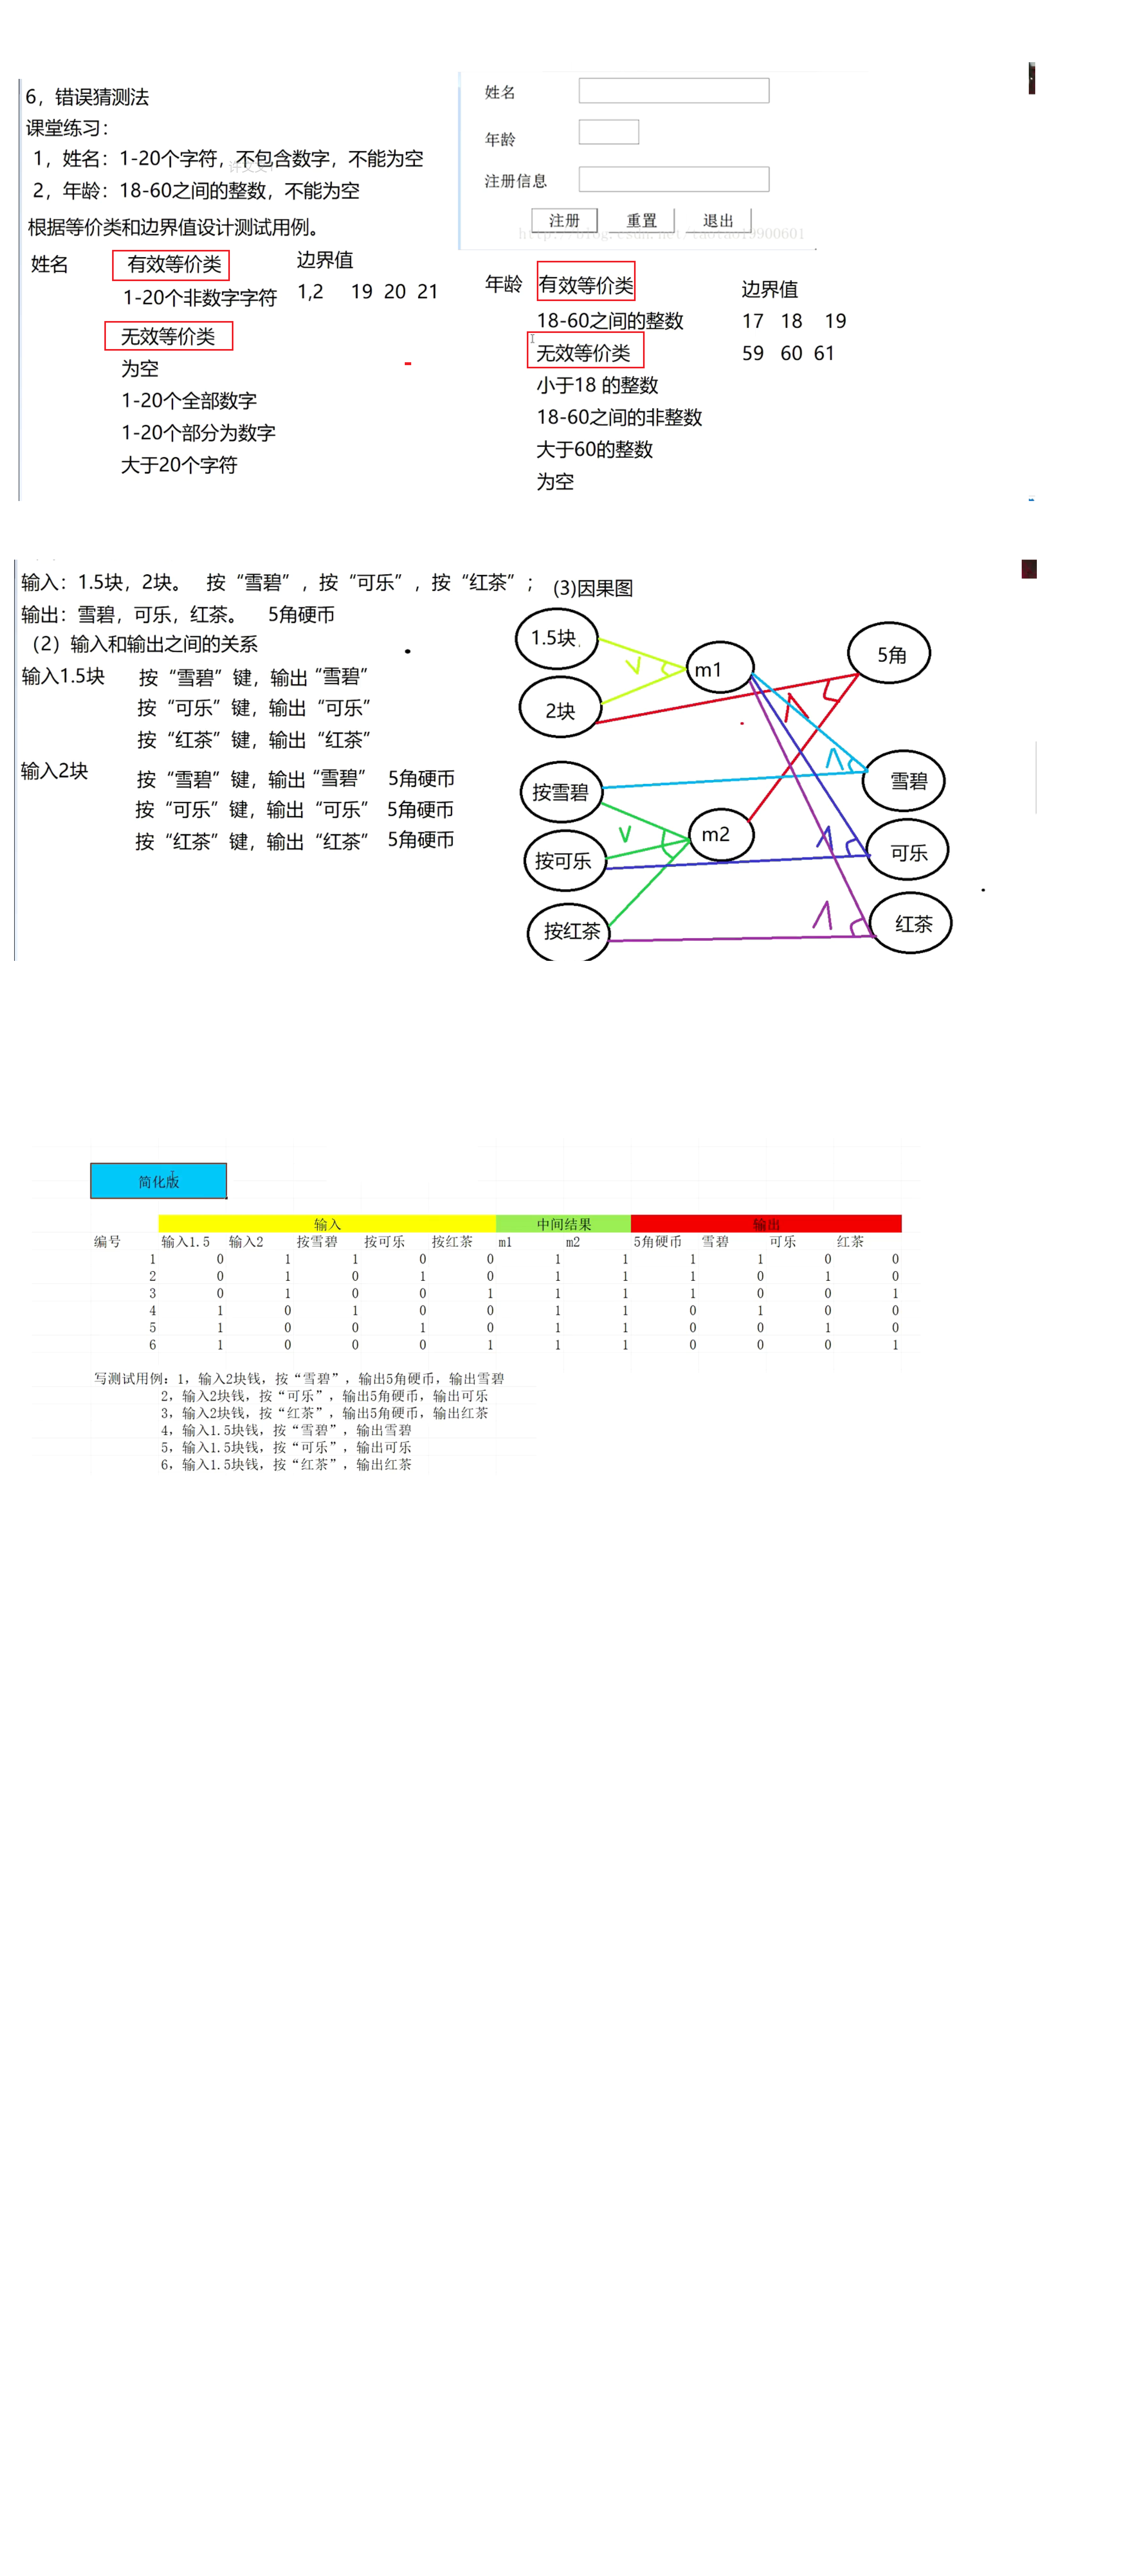 6，错误猜测法
课堂练习：
1，姓名：1-20个字符，不包含数字，不能为空
2，年龄：18-60之间的整数，不能为空
根据等价类和边界值设计测试用例。
姓名
年龄
注册信息
注册 重置 退出
http://blog.csdn.net/taotao19900601
姓名 有效等价类 边界值
1-20个非数字字符 1,2 19 20 21
无效等价类
为空
1-20个全部数字
1-20个部分为数字
大于20个字符
年龄 有效等价类 边界值
18-60之间的整数 17 18 19
无效等价类 59 60 61
小于18 的整数
18-60之间的非整数
大于60的整数
为空
输入：1.5块，2块。 按“雪碧”，按“可乐”，按“红茶”；
输出：雪碧，可乐，红茶。 5角硬币
（2）输入和输出之间的关系
输入1.5块 按“雪碧”键，输出“雪碧”
按“可乐”键，输出“可乐”
按“红茶”键，输出“红茶”
输入2块 按“雪碧”键，输出“雪碧” 5角硬币
按“可乐”键，输出“可乐” 5角硬币
按“红茶”键，输出“红茶” 5角硬币
(3)因果图
1.5块
m1
5角
2块
按雪碧
雪碧
m2
按可乐
可乐
按红茶
红茶
V
V
Λ
Λ
Λ
Λ
简化版
输入 中间结果 输出
编号 输入1.5 输入2 按雪碧 按可乐 按红茶 m1 m2 5角硬币 雪碧 可乐 红茶
1 0 1 1 0 0 1 1 1 1 0 0
2 0 1 0 1 0 1 1 1 0 1 0
3 0 1 0 0 1 1 1 1 0 0 1
4 1 0 1 0 0 1 1 0 1 0 0
5 1 0 0 1 0 1 1 0 0 1 0
6 1 0 0 0 1 1 1 0 0 0 1
写测试用例：1，输入2块钱，按“雪碧”，输出5角硬币，输出雪碧
2，输入2块钱，按“可乐”，输出5角硬币，输出可乐
3，输入2块钱，按“红茶”，输出5角硬币，输出红茶
4，输入1.5块钱，按“雪碧”，输出雪碧
5，输入1.5块钱，按“可乐”，输出可乐
6，输入1.5块钱，按“红茶”，输出红茶